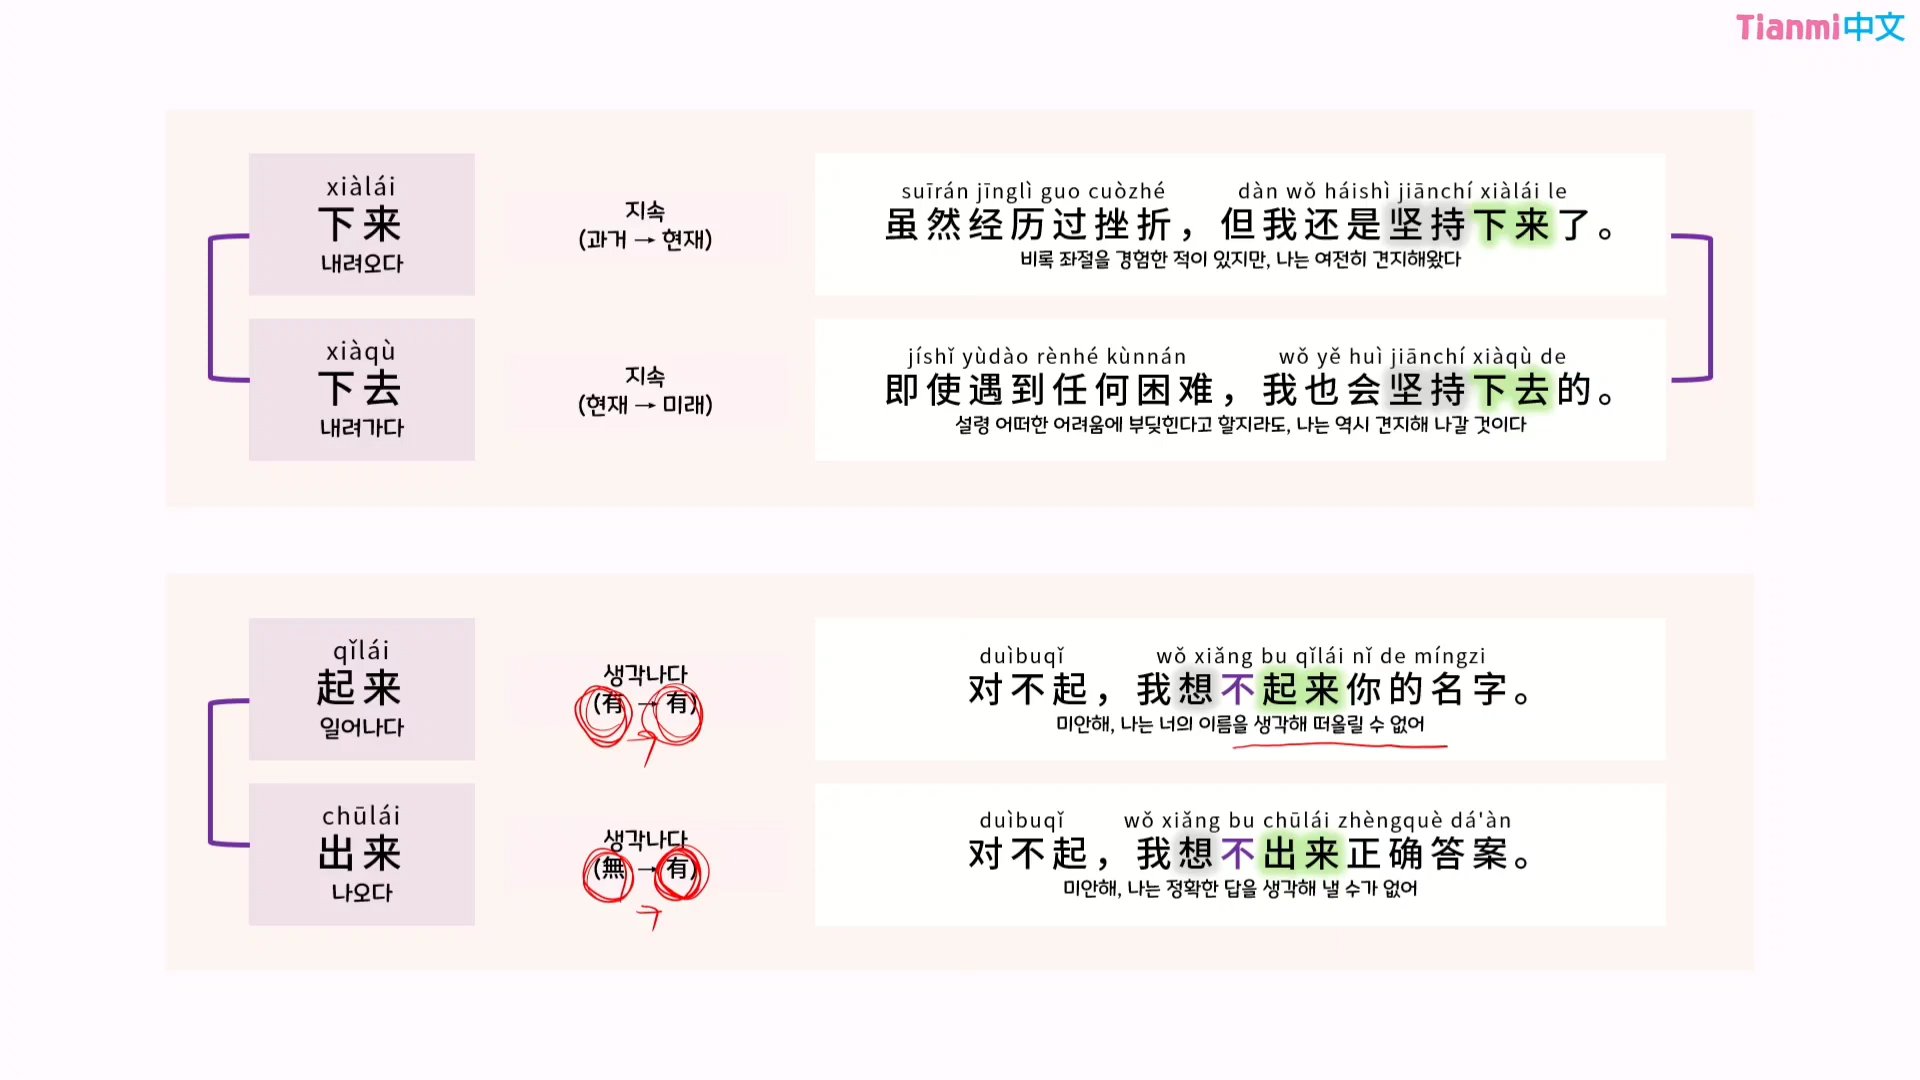 Tianmi中文
xiàlái
下来
내려오다
지속
(과거 → 현재)
suīrán jīnglì guo cuòzhé dàn wǒ háishì jiānchí xiàlái le
虽然经历过挫折，但我还是坚持下来了。
비록 좌절을 경험한 적이 있지만, 나는 여전히 견지해왔다
xiàqù
下去
내려가다
지속
(현재 → 미래)
jíshǐ yùdào rènhé kùnnán wǒ yě huì jiānchí xiàqù de
即使遇到任何困难，我也会坚持下去的。
설령 어떠한 어려움에 부딪힌다고 할지라도, 나는 역시 견지해 나갈 것이다
qǐlái
起来
일어나다
생각나다
(有 → 有)
duìbuqǐ wǒ xiǎng bu qǐlái nǐ de míngzi
对不起，我想不起来你的名字。
미안해, 나는 너의 이름을 생각해 떠올릴 수 없어
chūlái
出来
나오다
생각나다
(無 → 有)
duìbuqǐ wǒ xiǎng bu chūlái zhèngquè dá'àn
对不起，我想不出来正确答案。
미안해, 나는 정확한 답을 생각해 낼 수가 없어